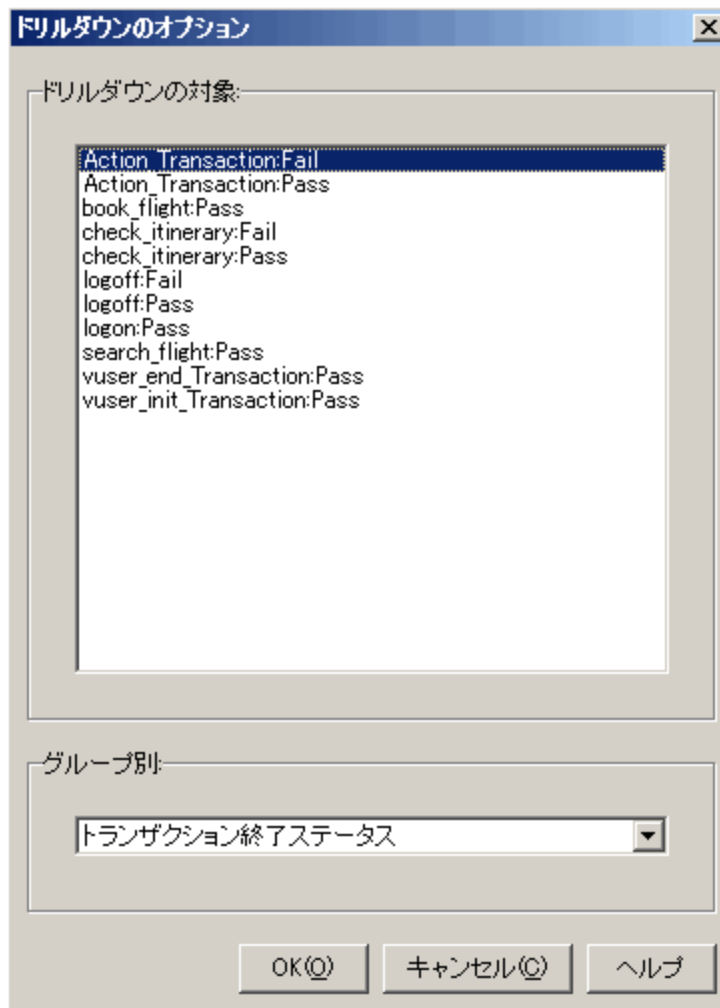 ドリルダウンのオプション
ドリルダウンの対象:
Action_Transaction:Fail
Action_Transaction:Pass
book_flight:Pass
check_itinerary:Fail
check_itinerary:Pass
logoff:Fail
logoff:Pass
logon:Pass
search_flight:Pass
vuser_end_Transaction:Pass
vuser_init_Transaction:Pass
グループ別:
トランザクション終了ステータス
OK(O) キャンセル(C) ヘルプ